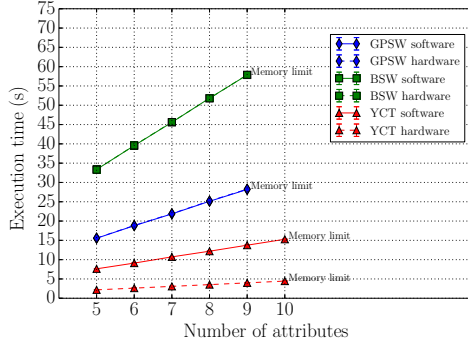 75
70
65
60
55
50
45
40
35
30
25
20
15
10
5
0
Execution time (s)
GPSW software
GPSW hardware
BSW software
BSW hardware
YCT software
YCT hardware
Memory limit
Memory limit
Memory limit
Memory limit
5 6 7 8 9 10
Number of attributes